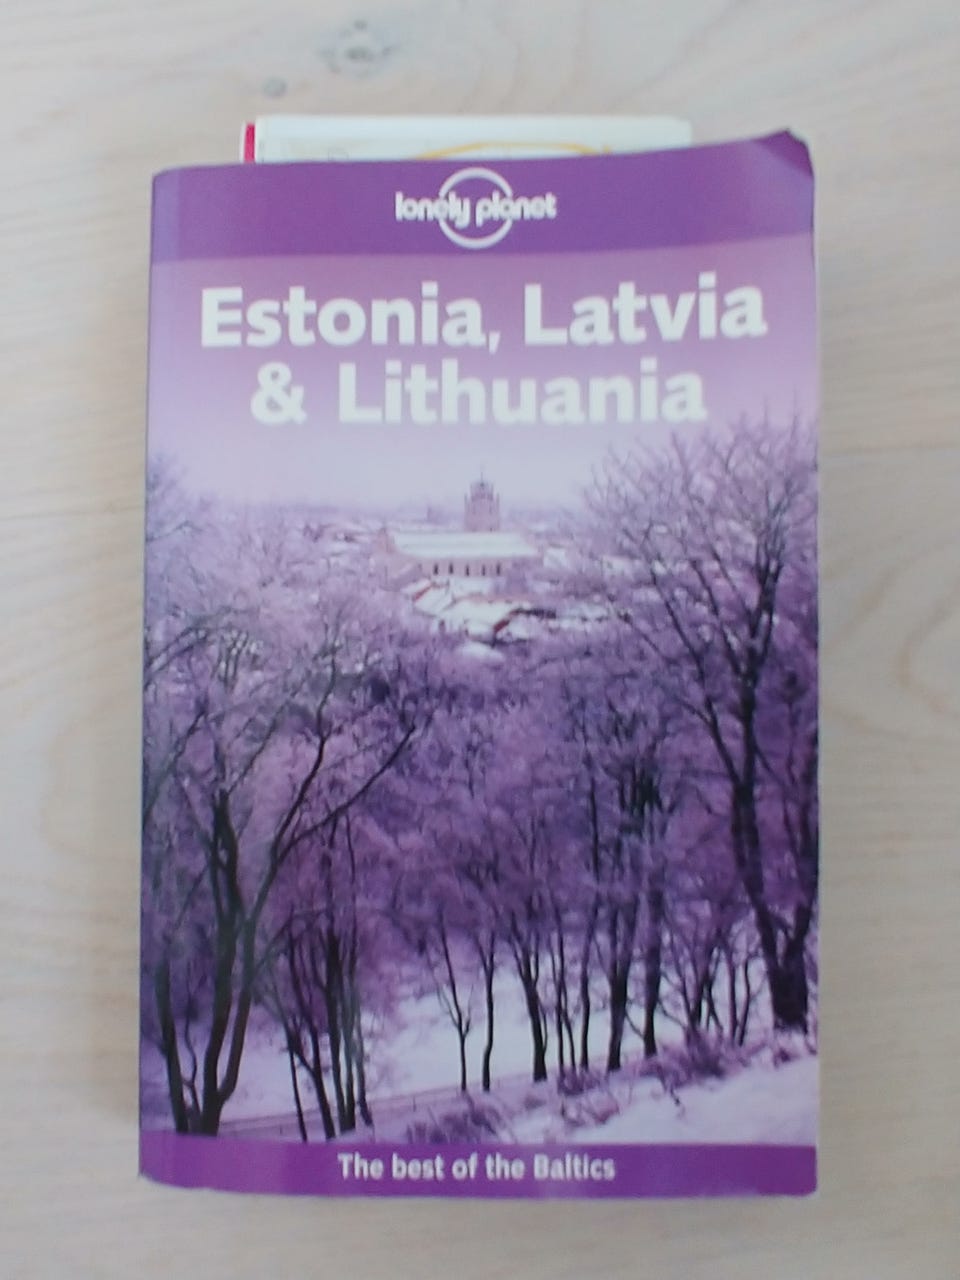 lonely planet
Estonia, Latvia
& Lithuania
The best of the Baltics